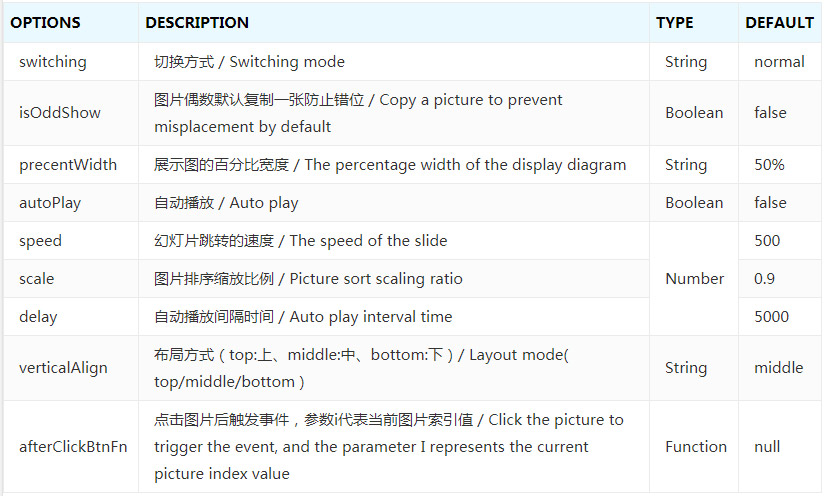 OPTIONS DESCRIPTION TYPE DEFAULT
switching 切换方式 / Switching mode String normal
图片偶数默认复制一张防止错位 / Copy a picture to prevent
isOddShow Boolean false
misplacement by default
precentWidth 展示图的百分比宽度 / The percentage width of the display diagram String 50%
autoPlay 自动播放 / Auto play Boolean false
speed 幻灯片跳转的速度 / The speed of the slide 500
scale 图片排序缩放比例 / Picture sort scaling ratio Number 0.9
delay 自动播放间隔时间 / Auto play interval time 5000
布局方式（top:上、middle:中、bottom:下）/ Layout mode(
verticalAlign String middle
top/middle/bottom）
点击图片后触发事件，参数i代表当前图片索引值 / Click the picture to
afterClickBtnFn trigger the event, and the parameter I represents the current Function null
picture index value